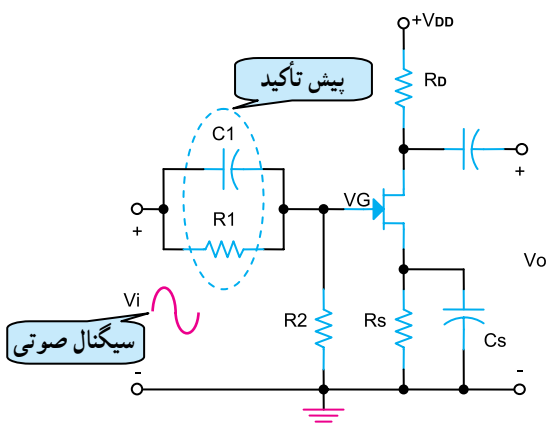 +VDD
RD
پیش تأکید
C1
+
VG
R1
+
Vo
Vi
سیگنال صوتی
R2
Rs
Cs
-
-